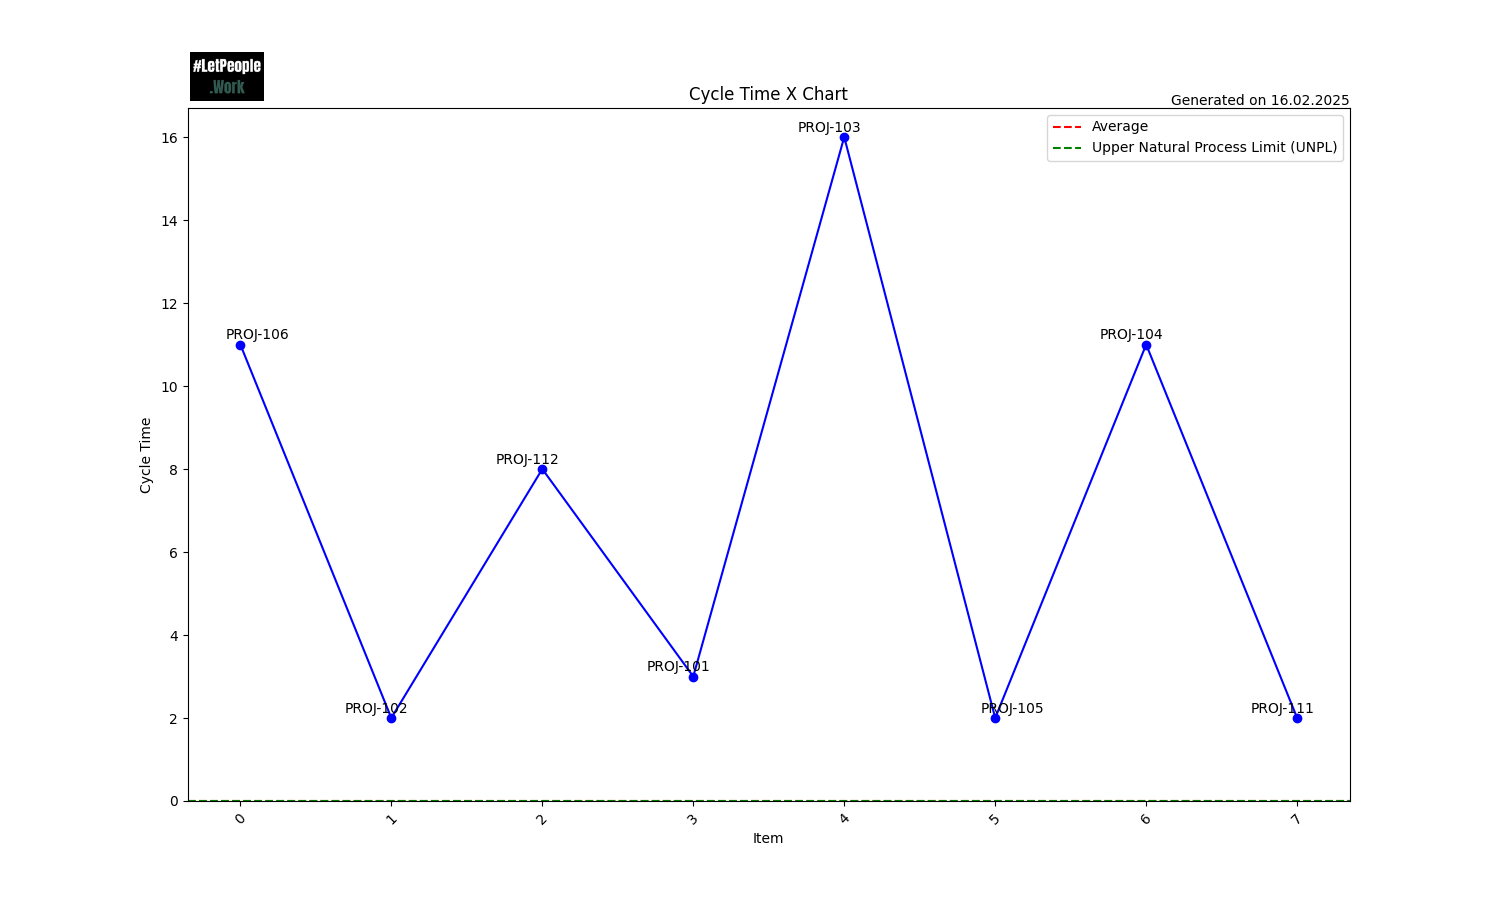 #LetPeople
.Work
Cycle Time X Chart
Generated on 16.02.2025
Average
Upper Natural Process Limit (UNPL)
Cycle Time
16
14
12
10
8
6
4
2
0
PROJ-106
PROJ-102
PROJ-112
PROJ-101
PROJ-103
PROJ-105
PROJ-104
PROJ-111
0
1
2
3
4
5
6
7
Item